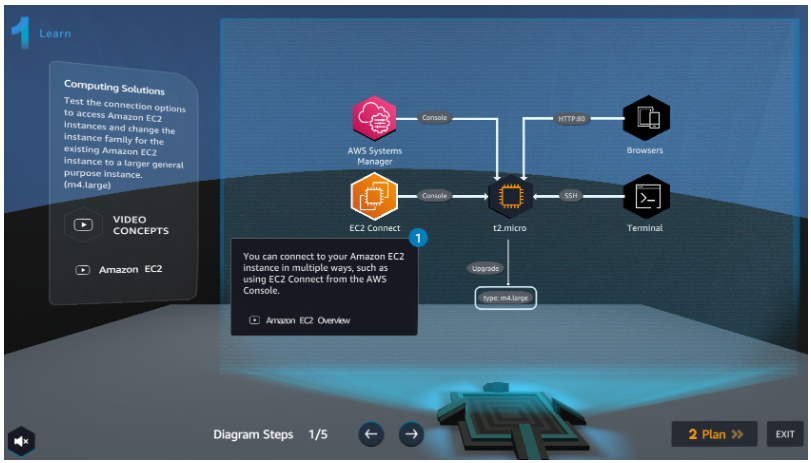 1 Learn
Computing Solutions
Test the connection options
to access Amazon EC2
instances and change the
instance family for the
existing Amazon EC2
instance to a larger general
purpose instance.
(m4.large)
VIDEO
CONCEPTS
Amazon EC2
Console
HTTP:80
AWS Systems
Manager
Browsers
Console
SSH
EC2 Connect
t2.micro
Terminal
1
You can connect to your Amazon EC2
instance in multiple ways, such as
using EC2 Connect from the AWS
Console.
Amazon EC2 Overview
Upgrade
type: m4.large
Diagram Steps 1/5
2 Plan
EXIT